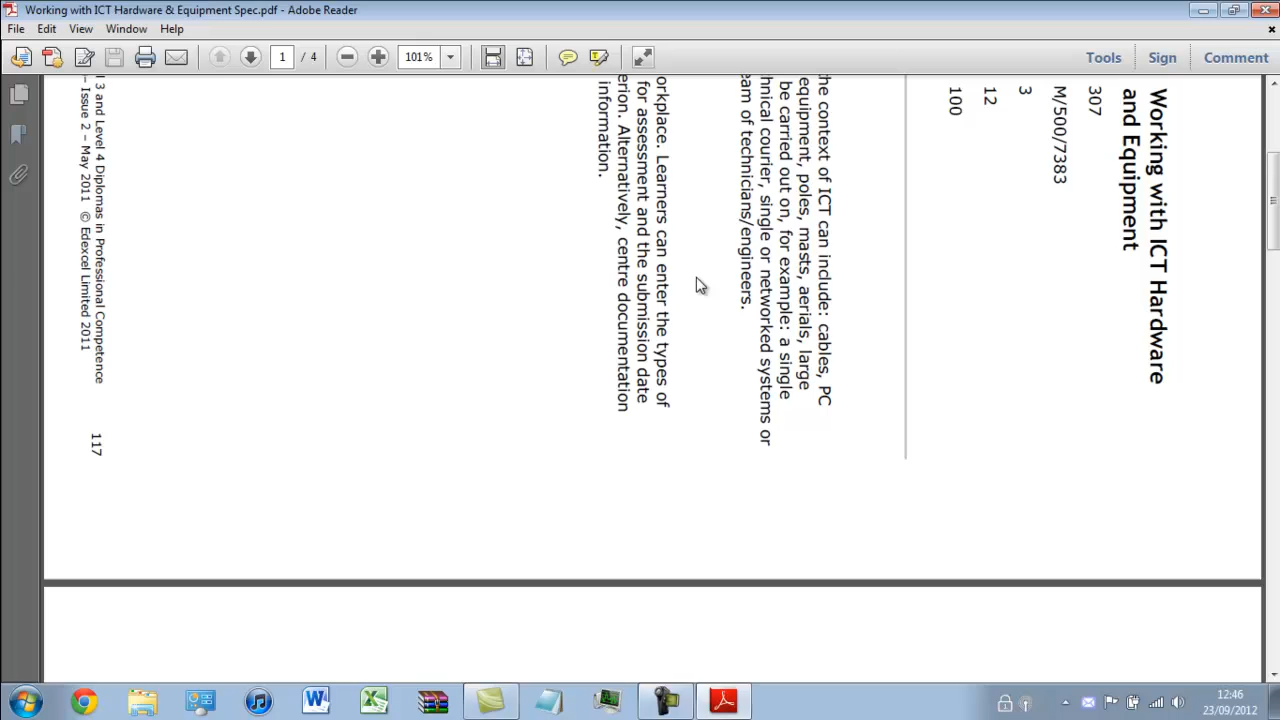 Working with ICT Hardware & Equipment Spec.pdf - Adobe Reader
File Edit View Window Help
1 / 4 101% Tools Sign Comment
Working with ICT Hardware
and Equipment
307
M/500/7383
3
12
100
the context of ICT can include: cables, PC
equipment, poles, masts, aerials, large
be carried out on, for example: a single
hnical courier, single or networked systems or
eam of technicians/engineers.
orkplace. Learners can enter the types of
for assessment and the submission date
erion. Alternatively, centre documentation
information.
l 3 and Level 4 Diplomas in Professional Competence
– Issue 2 – May 2011 © Edexcel Limited 2011
117
12:46
23/09/2012